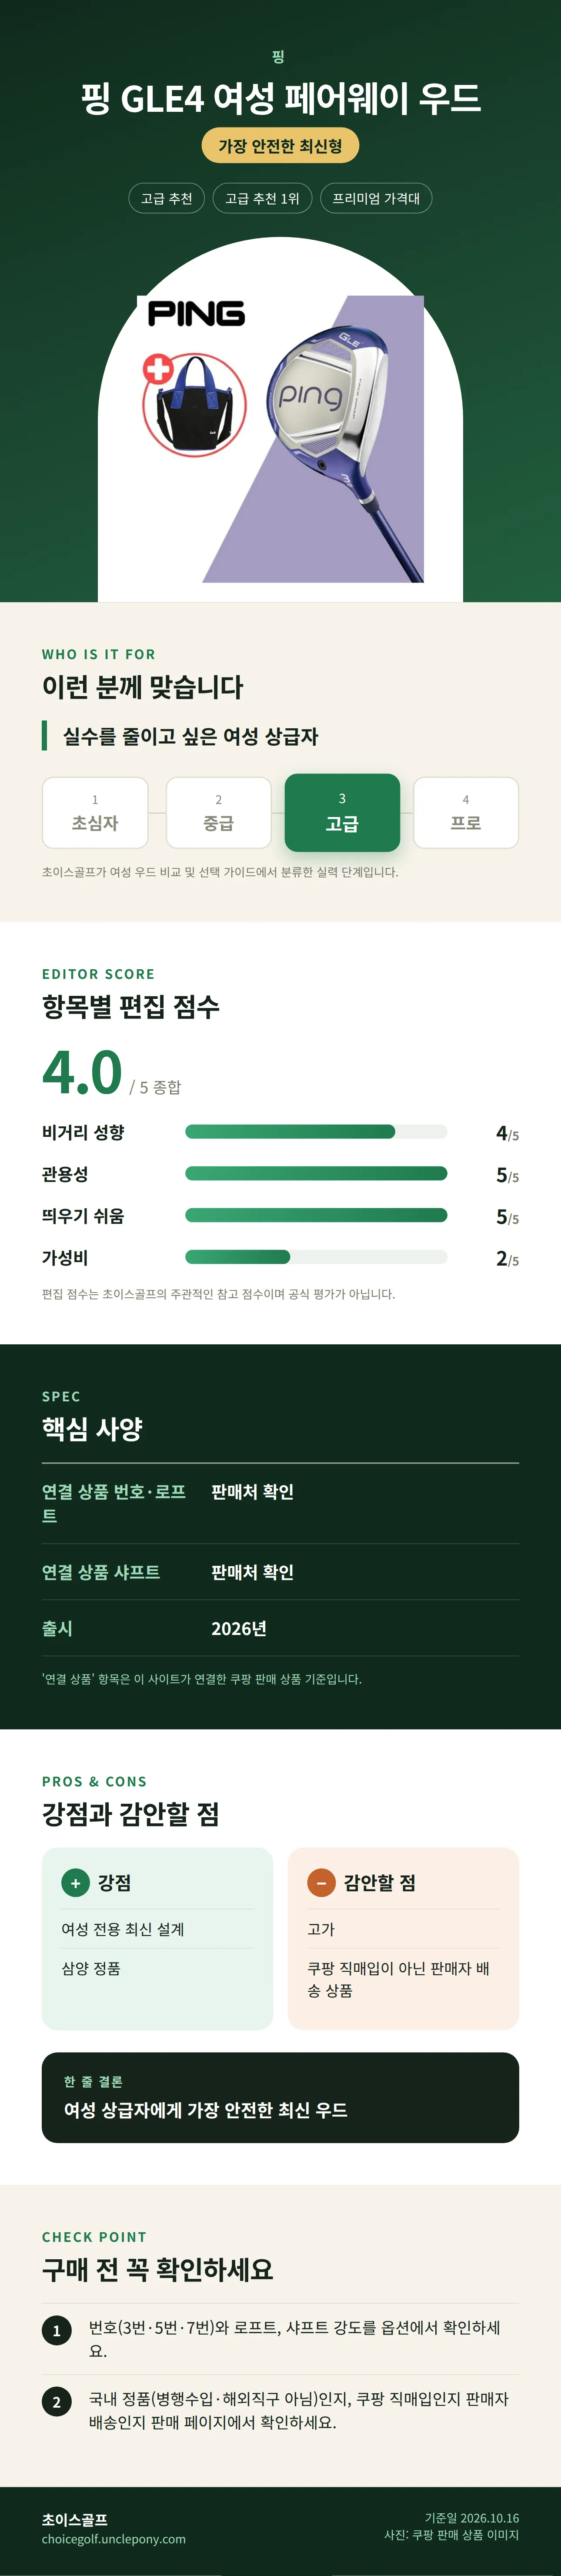 핑
핑 GLE4 여성 페어웨이 우드
가장 안전한 최신형
고급 추천
고급 추천 1위
프리미엄 가격대
PING
GLE
ping
WHO IS IT FOR
이런 분께 맞습니다
실수를 줄이고 싶은 여성 상급자
1
초심자
2
중급
3
고급
4
프로
초이스골프가 여성 우드 비교 및 선택 가이드에서 분류한 실력 단계입니다.
EDITOR SCORE
항목별 편집 점수
4.0 / 5 종합
비거리 성향 4/5
관용성 5/5
띄우기 쉬움 5/5
가성비 2/5
편집 점수는 초이스골프의 주관적인 참고 점수이며 공식 평가가 아닙니다.
SPEC
핵심 사양
연결 상품 번호·로프
트
판매처 확인
연결 상품 샤프트 판매처 확인
출시 2026년
'연결 상품' 항목은 이 사이트가 연결한 쿠팡 판매 상품 기준입니다.
PROS & CONS
강점과 감안할 점
+ 강점
여성 전용 최신 설계
삼양 정품
− 감안할 점
고가
쿠팡 직매입이 아닌 판매자 배
송 상품
한 줄 결론
여성 상급자에게 가장 안전한 최신 우드
CHECK POINT
구매 전 꼭 확인하세요
1 번호(3번·5번·7번)와 로프트, 샤프트 강도를 옵션에서 확인하세
요.
2 국내 정품(병행수입·해외직구 아님)인지, 쿠팡 직매입인지 판매자
배송인지 판매 페이지에서 확인하세요.
초이스골프
choicegolf.unclepony.com
기준일 2026.10.16
사진: 쿠팡 판매 상품 이미지